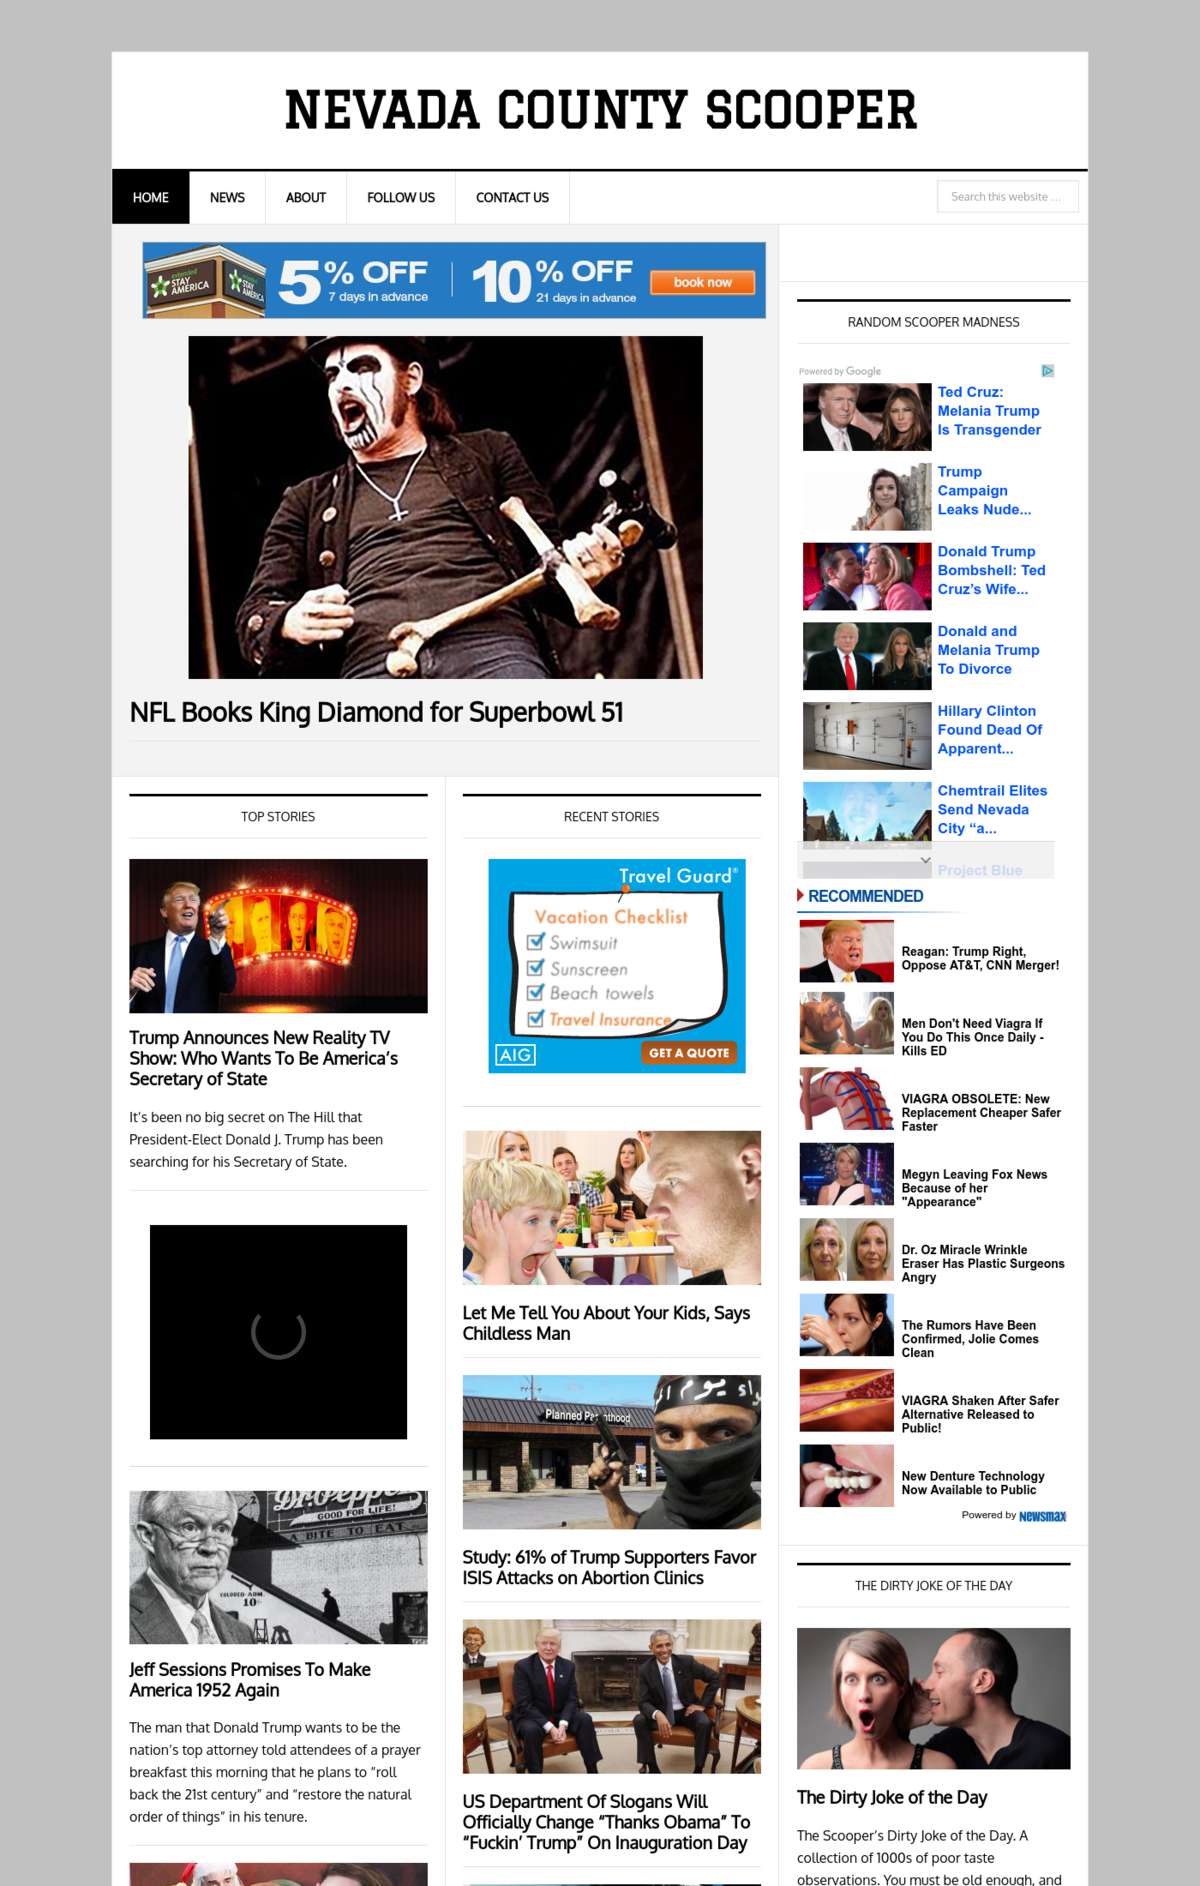 NEVADA COUNTY SCOOPER
HOME
NEWS
ABOUT
FOLLOW US
CONTACT US
Search this website ...
extended
STAY
AMERICA
extended
STAY
AMERICA
5% OFF
7 days in advance
10% OFF
21 days in advance
book now
NFL Books King Diamond for Superbowl 51
TOP STORIES
Trump Announces New Reality TV
Show: Who Wants To Be America’s
Secretary of State
It’s been no big secret on The Hill that
President-Elect Donald J. Trump has been
searching for his Secretary of State.
GOOD FOR LIFE!
A BITE TO EAT
COLORED ADM.
10¢
Jeff Sessions Promises To Make
America 1952 Again
The man that Donald Trump wants to be the
nation’s top attorney told attendees of a prayer
breakfast this morning that he plans to “roll
back the 21st century” and “restore the natural
order of things” in his tenure.
RECENT STORIES
Travel Guard®
Vacation Checklist
Swimsuit
Sunscreen
Beach towels
Travel Insurance
AIG
GET A QUOTE
Let Me Tell You About Your Kids, Says
Childless Man
Planned Parenthood
Study: 61% of Trump Supporters Favor
ISIS Attacks on Abortion Clinics
US Department Of Slogans Will
Officially Change “Thanks Obama” To
“Fuckin’ Trump” On Inauguration Day
RANDOM SCOOPER MADNESS
Powered by Google
Ted Cruz:
Melania Trump
Is Transgender
Trump
Campaign
Leaks Nude...
Donald Trump
Bombshell: Ted
Cruz’s Wife...
Donald and
Melania Trump
To Divorce
Hillary Clinton
Found Dead Of
Apparent...
Chemtrail Elites
Send Nevada
City “a...
Project Blue
RECOMMENDED
Reagan: Trump Right,
Oppose AT&T, CNN Merger!
Men Don't Need Viagra If
You Do This Once Daily -
Kills ED
VIAGRA OBSOLETE: New
Replacement Cheaper Safer
Faster
Megyn Leaving Fox News
Because of her
"Appearance"
Dr. Oz Miracle Wrinkle
Eraser Has Plastic Surgeons
Angry
The Rumors Have Been
Confirmed, Jolie Comes
Clean
VIAGRA Shaken After Safer
Alternative Released to
Public!
New Denture Technology
Now Available to Public
Powered by Newsmax
THE DIRTY JOKE OF THE DAY
The Dirty Joke of the Day
The Scooper’s Dirty Joke of the Day. A
collection of 1000s of poor taste
observations. You must be old enough, and